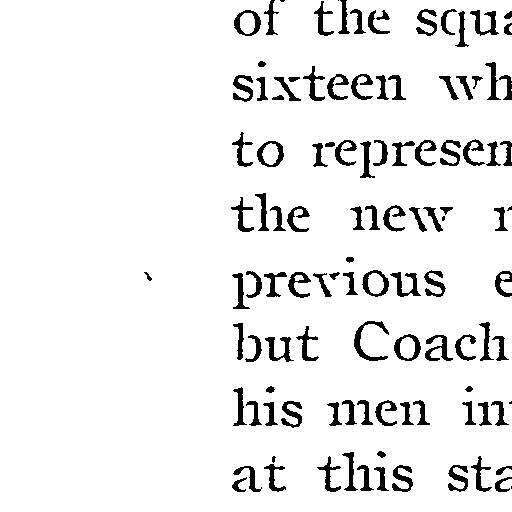 of the squa
sixteen wh
to represen
the new r
previous e
but Coach
his men in
at this sta